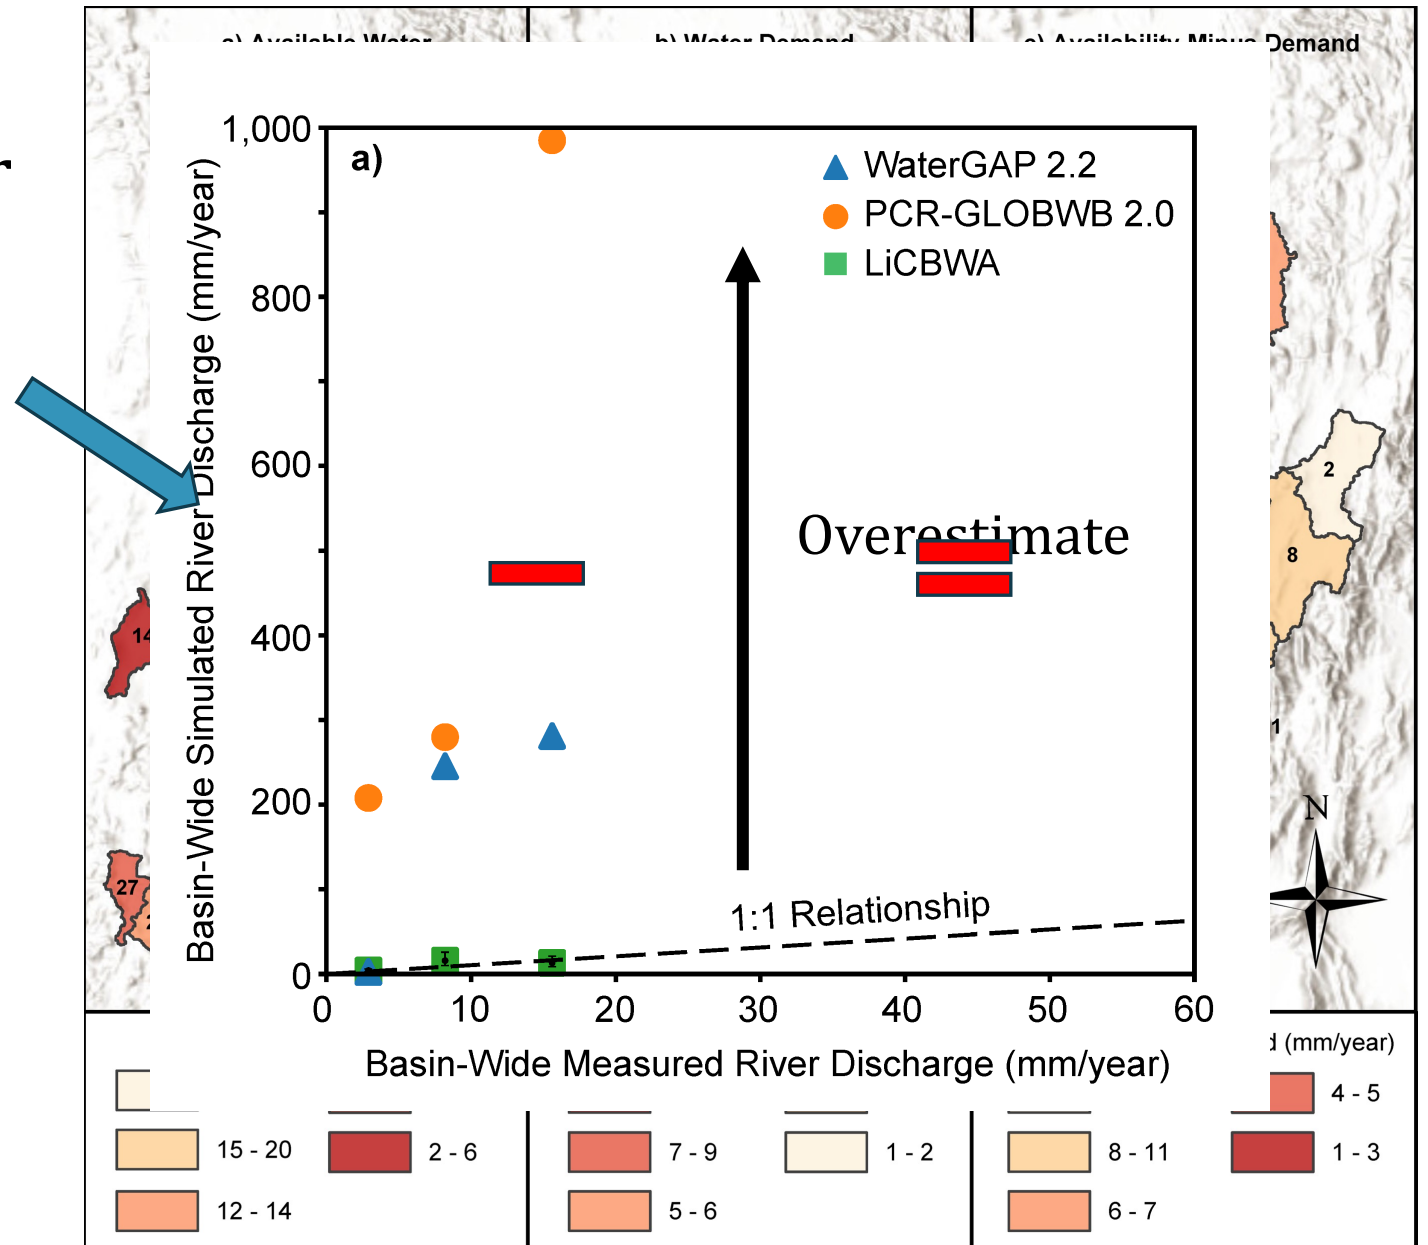 a) Available Water
b) Water Demand
c) Availability Minus Demand
r
a)
WaterGAP 2.2
PCR-GLOBWB 2.0
LiCBWA
1,000
800
600
400
200
0
Basin-Wide Simulated River Discharge (mm/year)
Overestimate
1:1 Relationship
0 10 20 30 40 50 60
Basin-Wide Measured River Discharge (mm/year)
14
27
2
8
1
N
(mm/year)
4 - 5
15 - 20
2 - 6
7 - 9
1 - 2
8 - 11
1 - 3
12 - 14
5 - 6
6 - 7